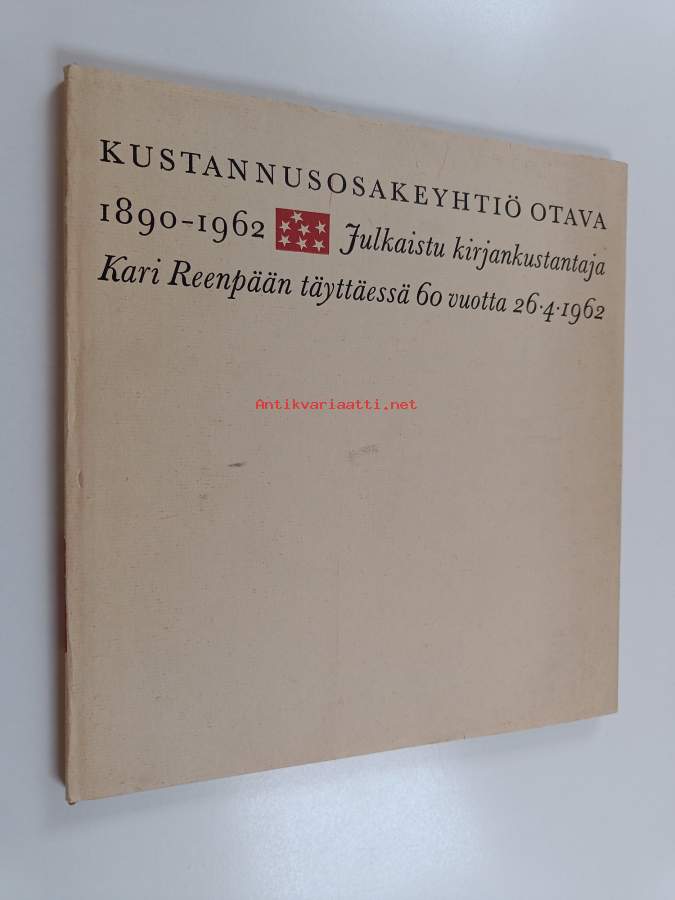 KUSTANNUSOSAKEYHTIÖ OTAVA
1890-1962 Julkaistu kirjankustantaja
Kari Reenpään täyttäessä 60 vuotta 26·4·1962
Antikvariaatti.net